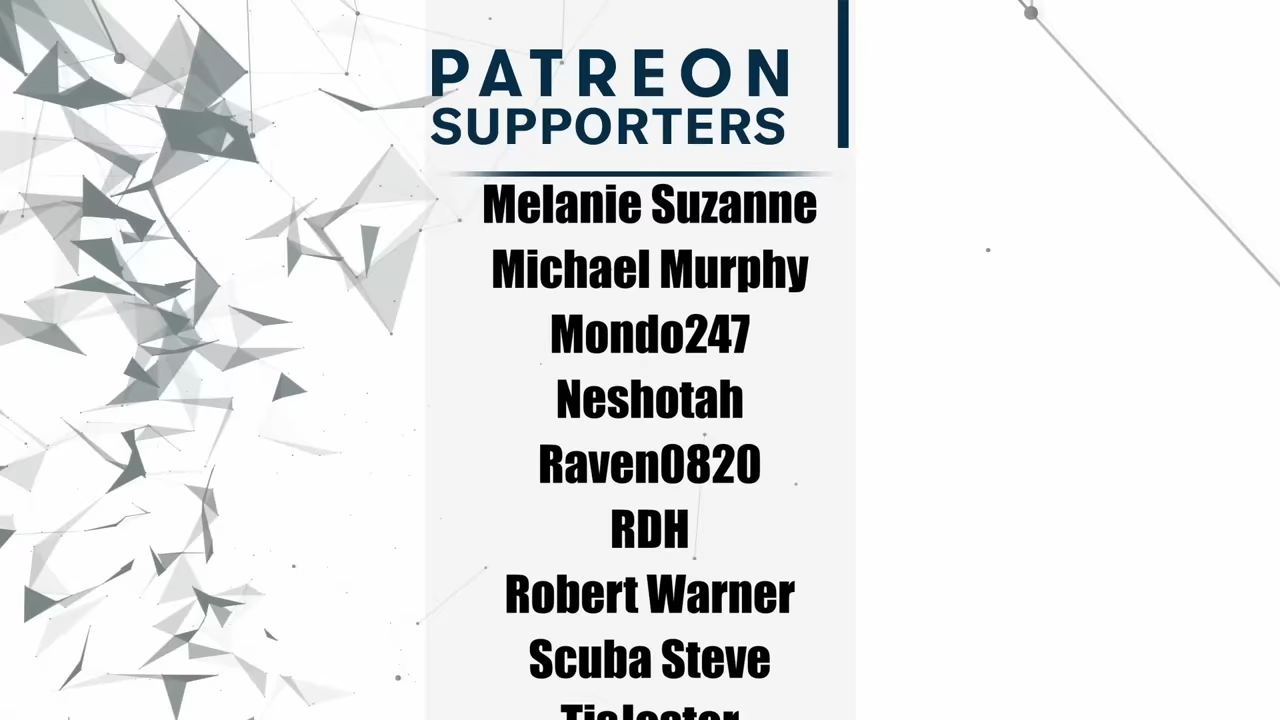 PATREON
SUPPORTERS
Melanie Suzanne
Michael Murphy
Mondo247
Neshotah
Raven0820
RDH
Robert Warner
Scuba Steve